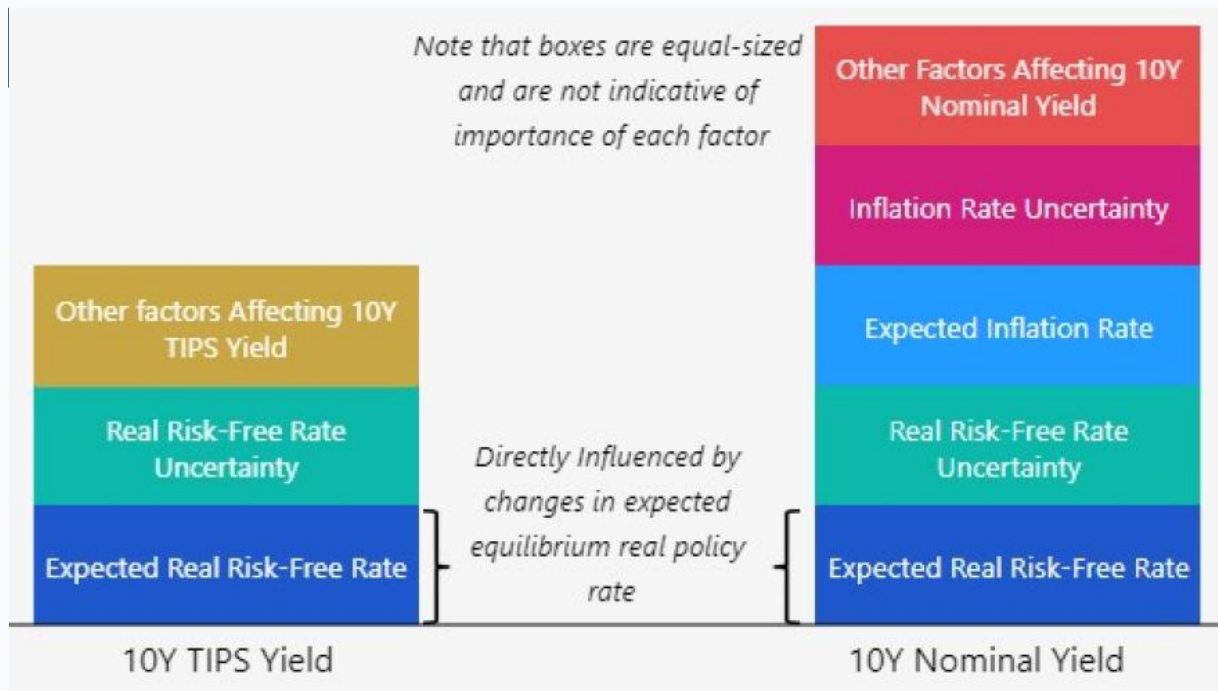 Note that boxes are equal-sized
and are not indicative of
importance of each factor
Other Factors Affecting 10Y
Nominal Yield
Inflation Rate Uncertainty
Other factors Affecting 10Y
TIPS Yield
Expected Inflation Rate
Real Risk-Free Rate
Uncertainty
Directly Influenced by
changes in expected
equilibrium real policy
rate
Real Risk-Free Rate
Uncertainty
Expected Real Risk-Free Rate
Expected Real Risk-Free Rate
10Y TIPS Yield
10Y Nominal Yield